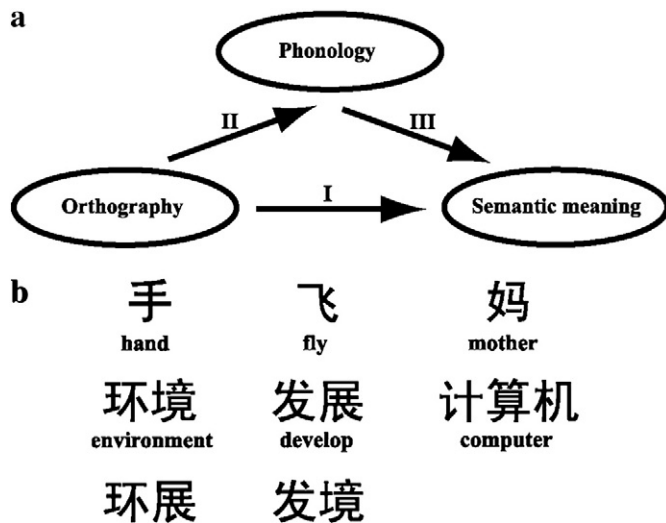 a
Phonology
II
III
Orthography
I
Semantic meaning
b
手 飞 妈
hand fly mother
环境 发展 计算机
environment develop computer
环展 发境